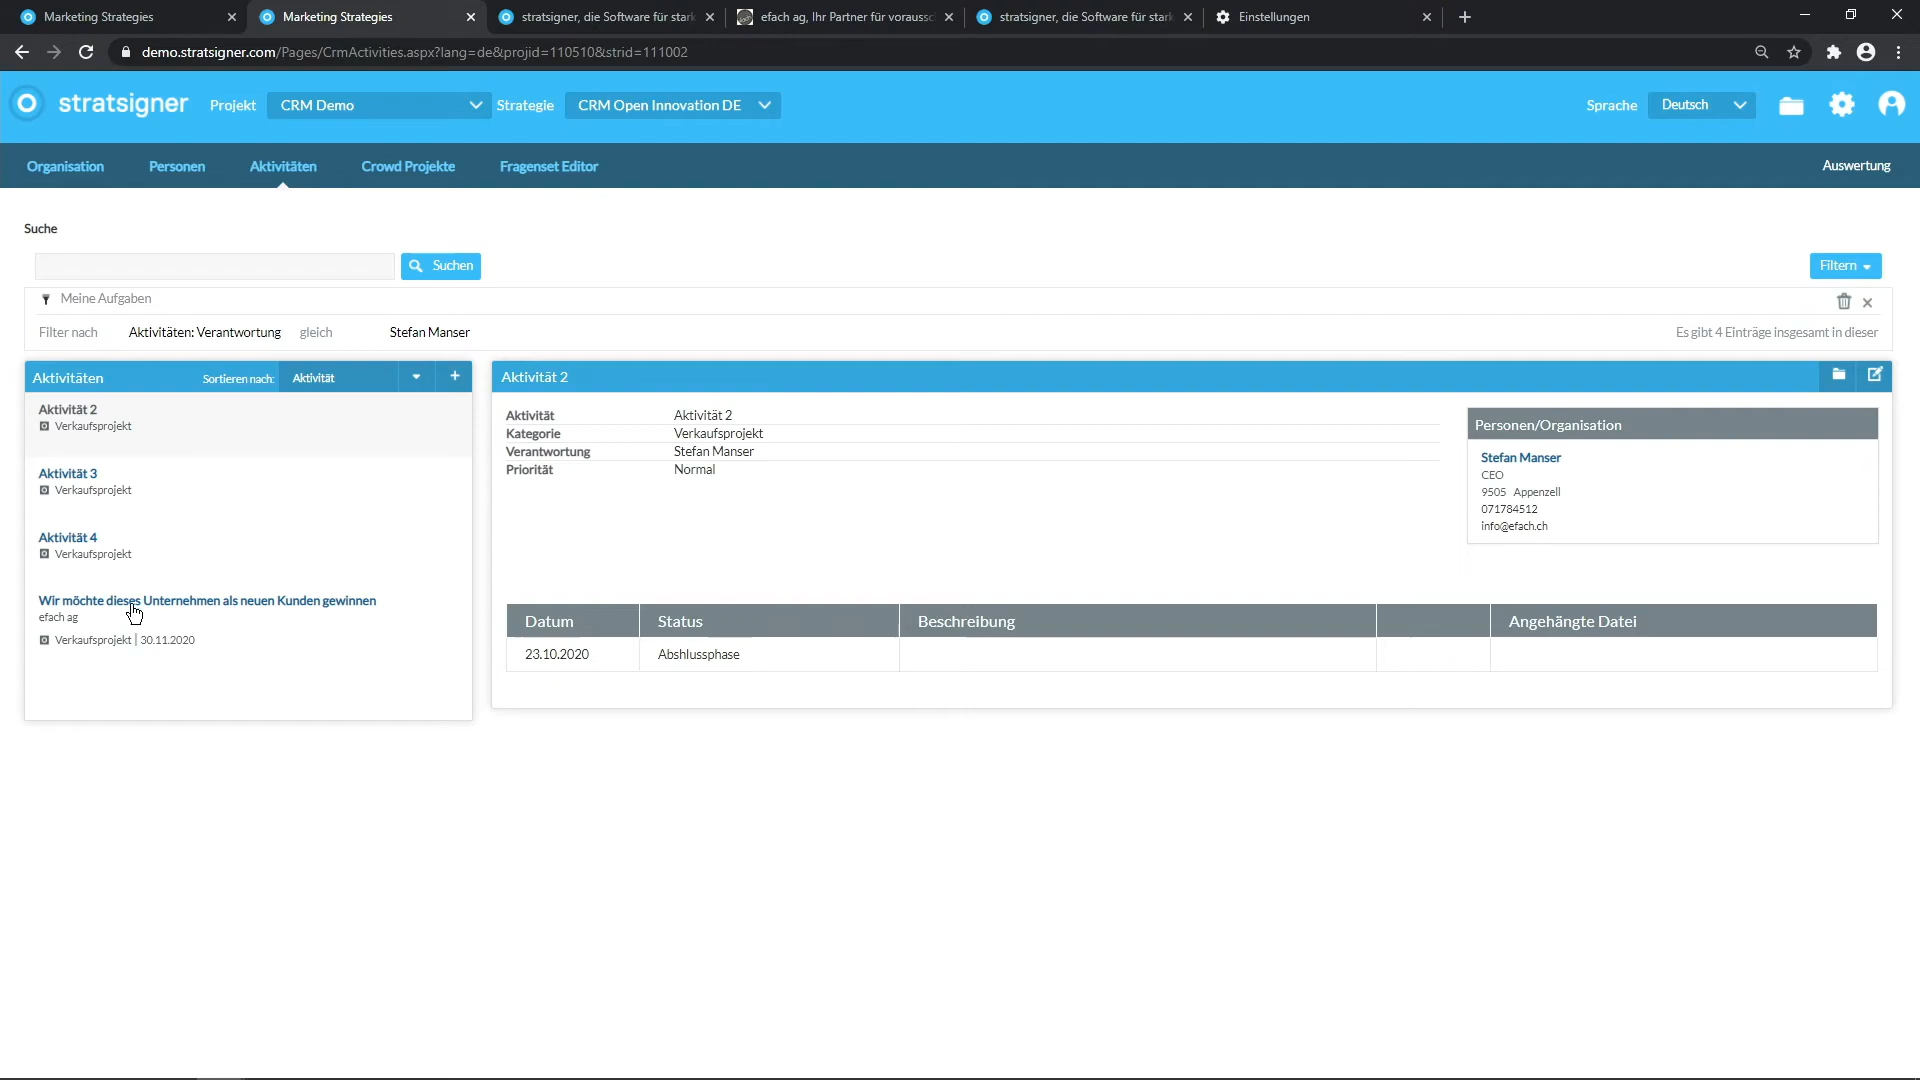 Marketing Strategies
Marketing Strategies
stratsigner, die Software für stark
efach ag, Ihr Partner für voraussc
stratsigner, die Software für stark
Einstellungen
demo.stratsigner.com/Pages/CrmActivities.aspx?lang=de&projid=110510&strid=111002
stratsigner
Projekt
CRM Demo
Strategie
CRM Open Innovation DE
Sprache
Deutsch
Organisation
Personen
Aktivitäten
Crowd Projekte
Fragenset Editor
Auswertung
Suche
Suchen
Filtern
Meine Aufgaben
Filter nach Aktivitäten: Verantwortung gleich Stefan Manser
Es gibt 4 Einträge insgesamt in dieser
Aktivitäten
Sortieren nach:
Aktivität
+
Aktivität 2
Verkaufsprojekt
Aktivität 3
Verkaufsprojekt
Aktivität 4
Verkaufsprojekt
Wir möchte dieses Unternehmen als neuen Kunden gewinnen
efach ag
Verkaufsprojekt | 30.11.2020
Aktivität 2
Aktivität Aktivität 2
Kategorie Verkaufsprojekt
Verantwortung Stefan Manser
Priorität Normal
Personen/Organisation
Stefan Manser
CEO
9505 Appenzell
071784512
info@efach.ch
Datum Status Beschreibung Angehängte Datei
23.10.2020 Abshlussphase